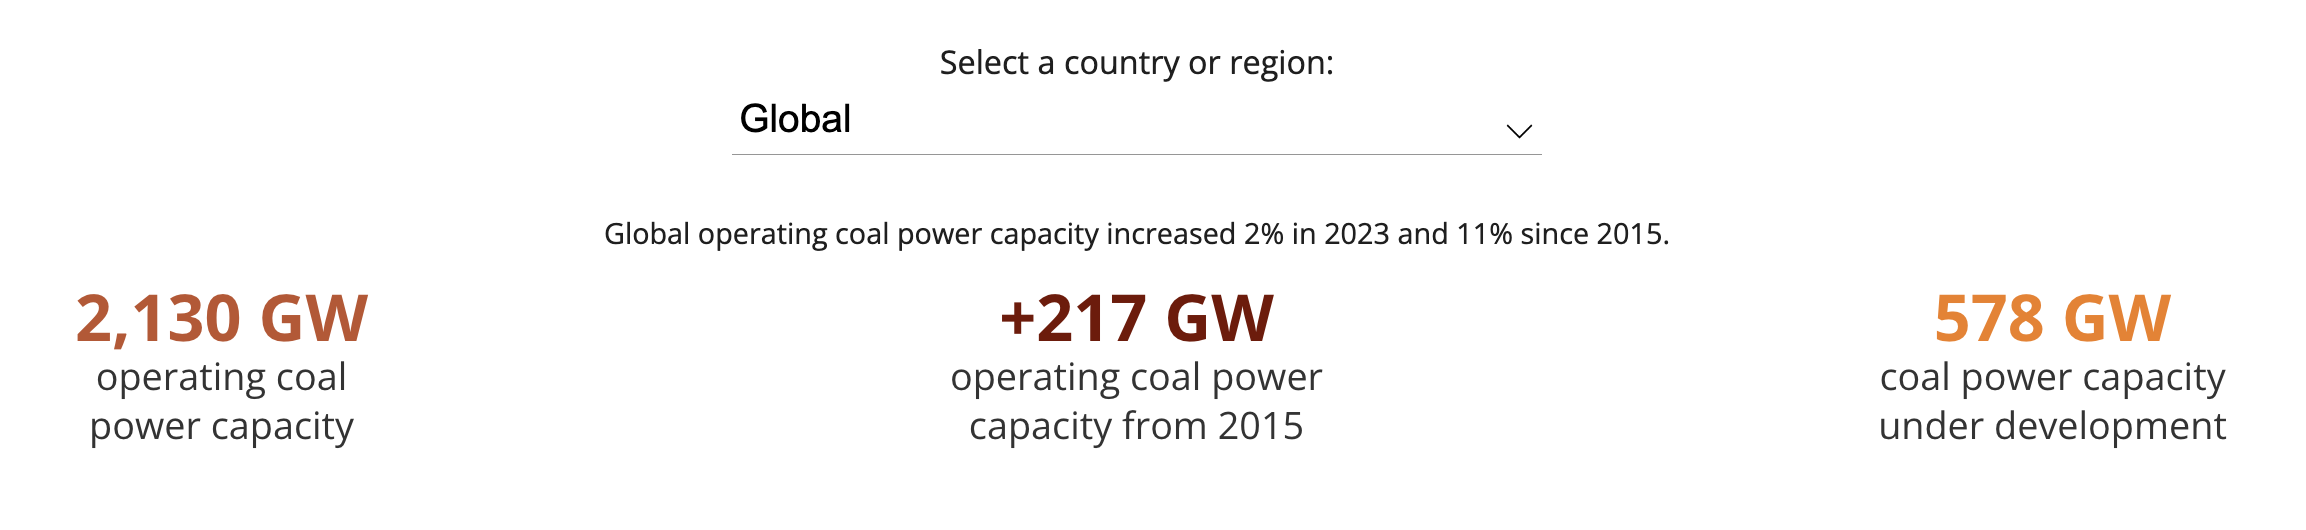 Select a country or region:
Global
Global operating coal power capacity increased 2% in 2023 and 11% since 2015.
2,130 GW
operating coal
power capacity
+217 GW
operating coal power
capacity from 2015
578 GW
coal power capacity
under development